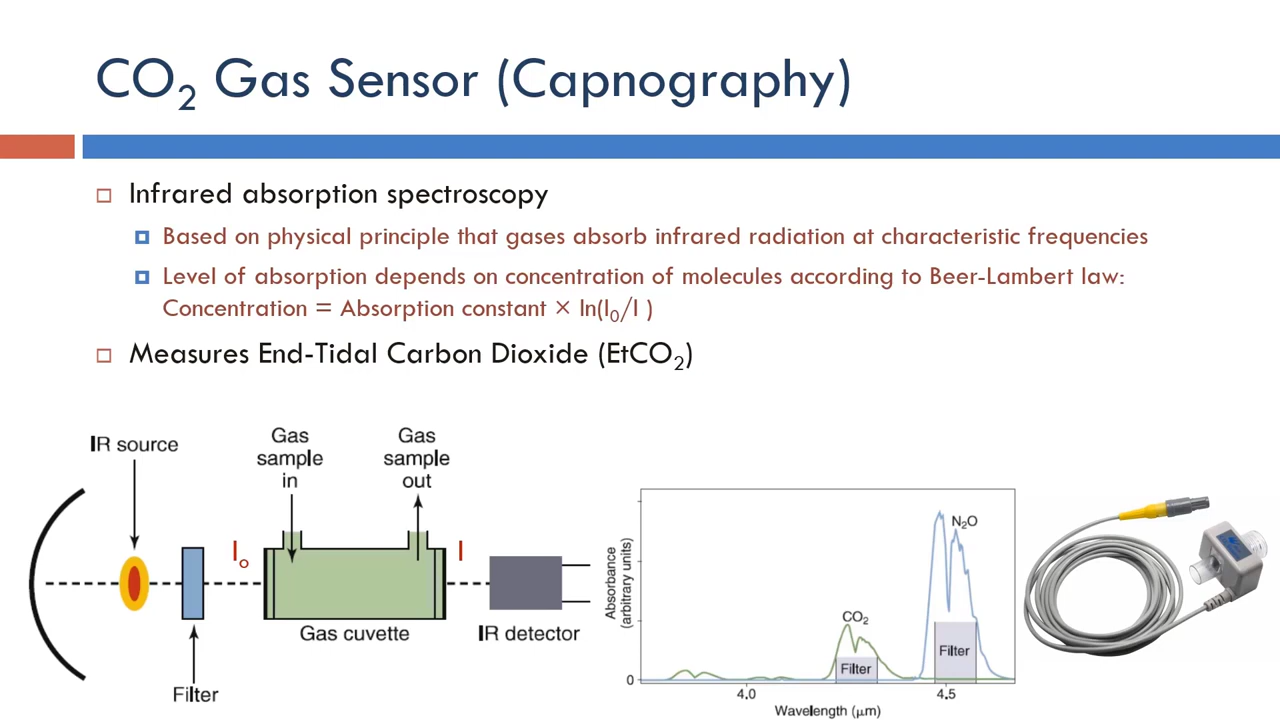 CO₂ Gas Sensor (Capnography)
Infrared absorption spectroscopy
Based on physical principle that gases absorb infrared radiation at characteristic frequencies
Level of absorption depends on concentration of molecules according to Beer-Lambert law:
Concentration = Absorption constant × ln(I₀/I )
Measures End-Tidal Carbon Dioxide (EtCO₂)
IR source
Gas
sample
in
Gas
sample
out
Iₒ
I
Gas cuvette
IR detector
Filter
Absorbance
(arbitrary units)
0
CO₂
Filter
N₂O
Filter
4.0
4.5
Wavelength (μm)